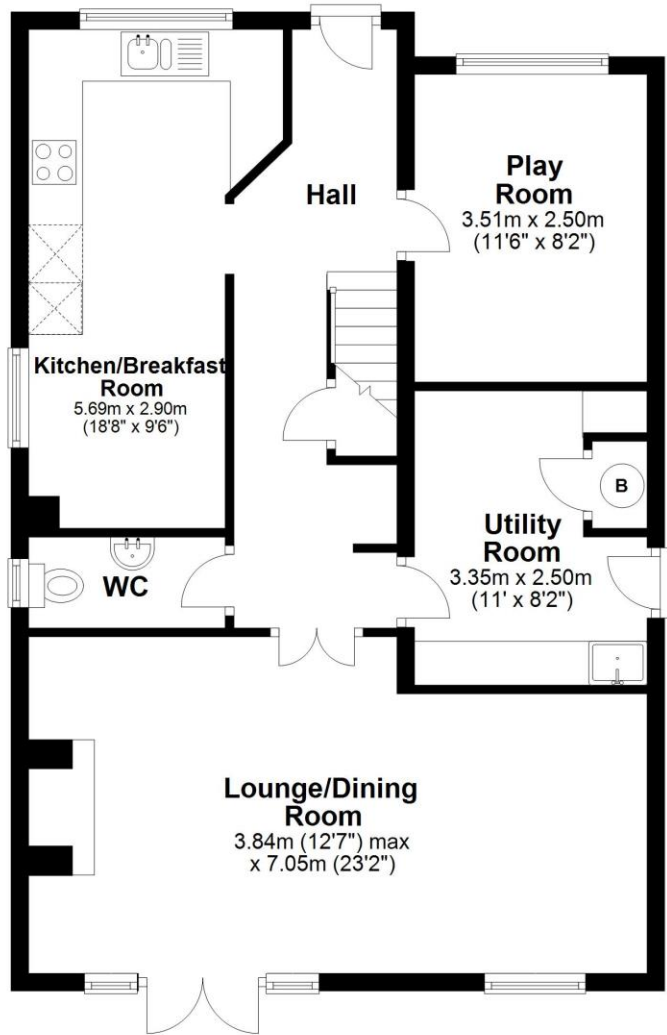 Hall
Play
Room
3.51m x 2.50m
(11'6" x 8'2")
Kitchen/Breakfast
Room
5.69m x 2.90m
(18'8" x 9'6")
B
Utility
Room
3.35m x 2.50m
(11' x 8'2")
WC
Lounge/Dining
Room
3.84m (12'7") max
x 7.05m (23'2")